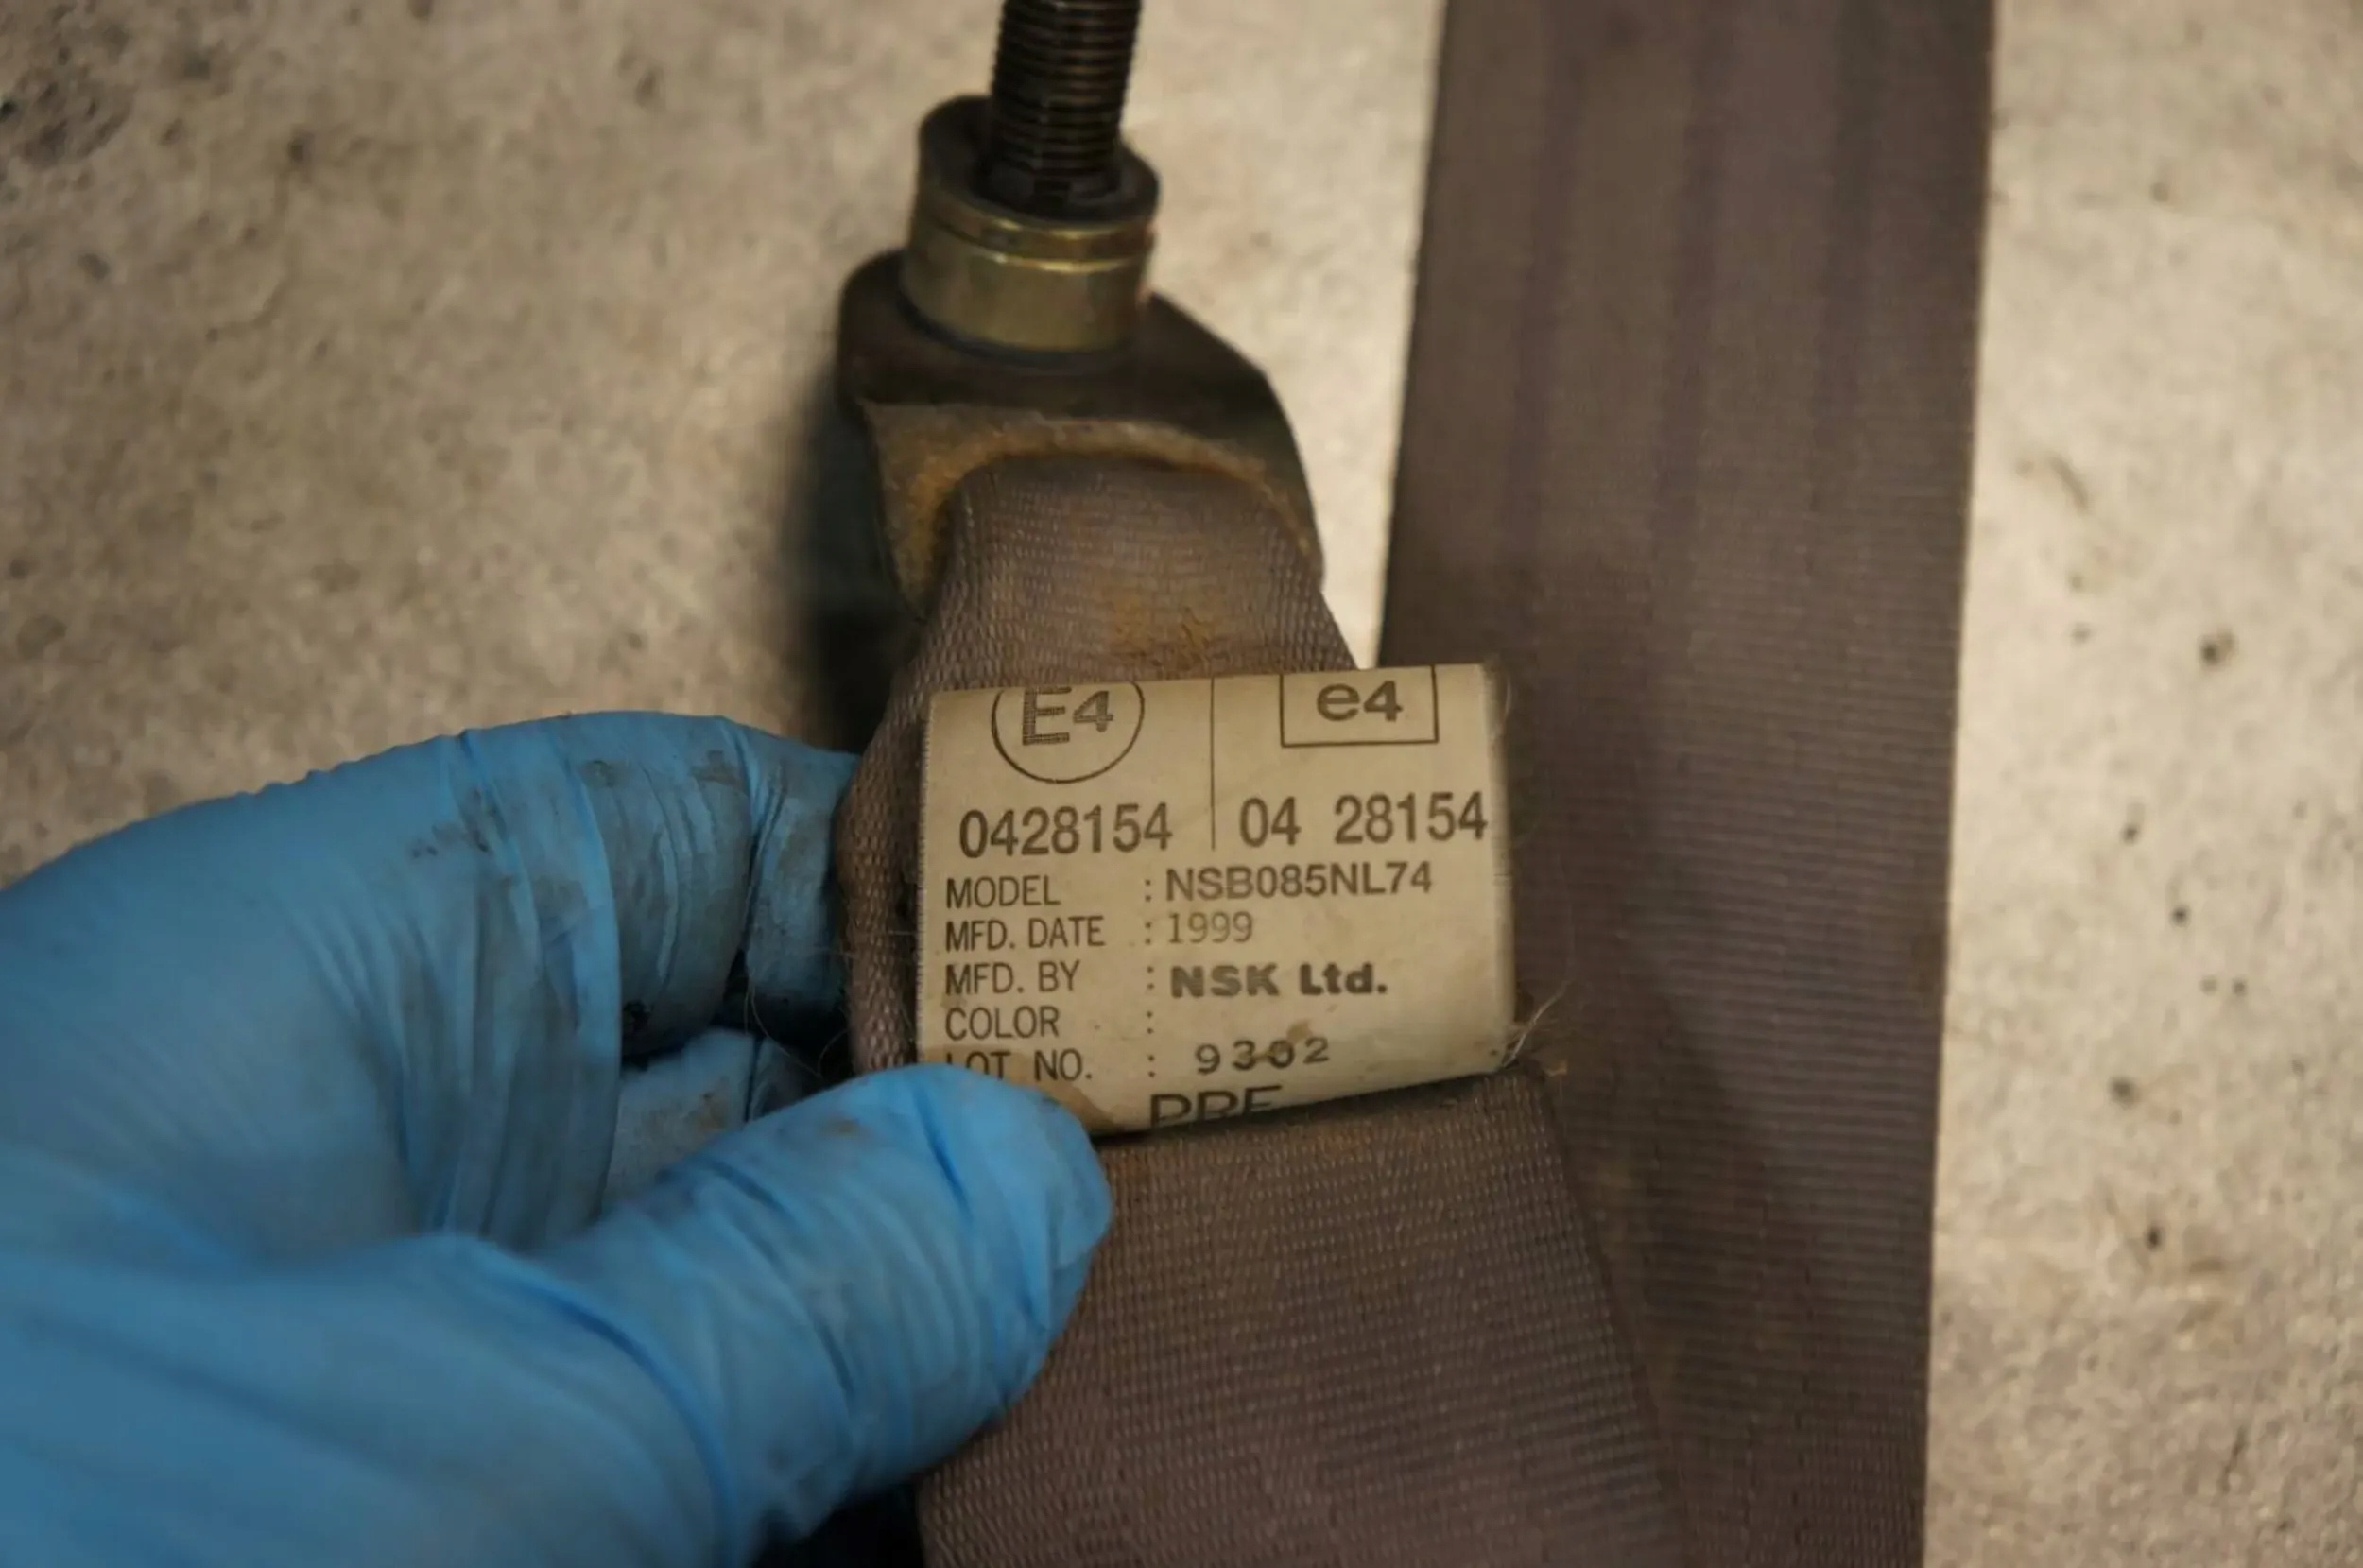 E4 e4
0428154 04 28154
MODEL : NSB085NL74
MFD. DATE : 1999
MFD. BY : NSK Ltd.
COLOR :
LOT NO. : 9302